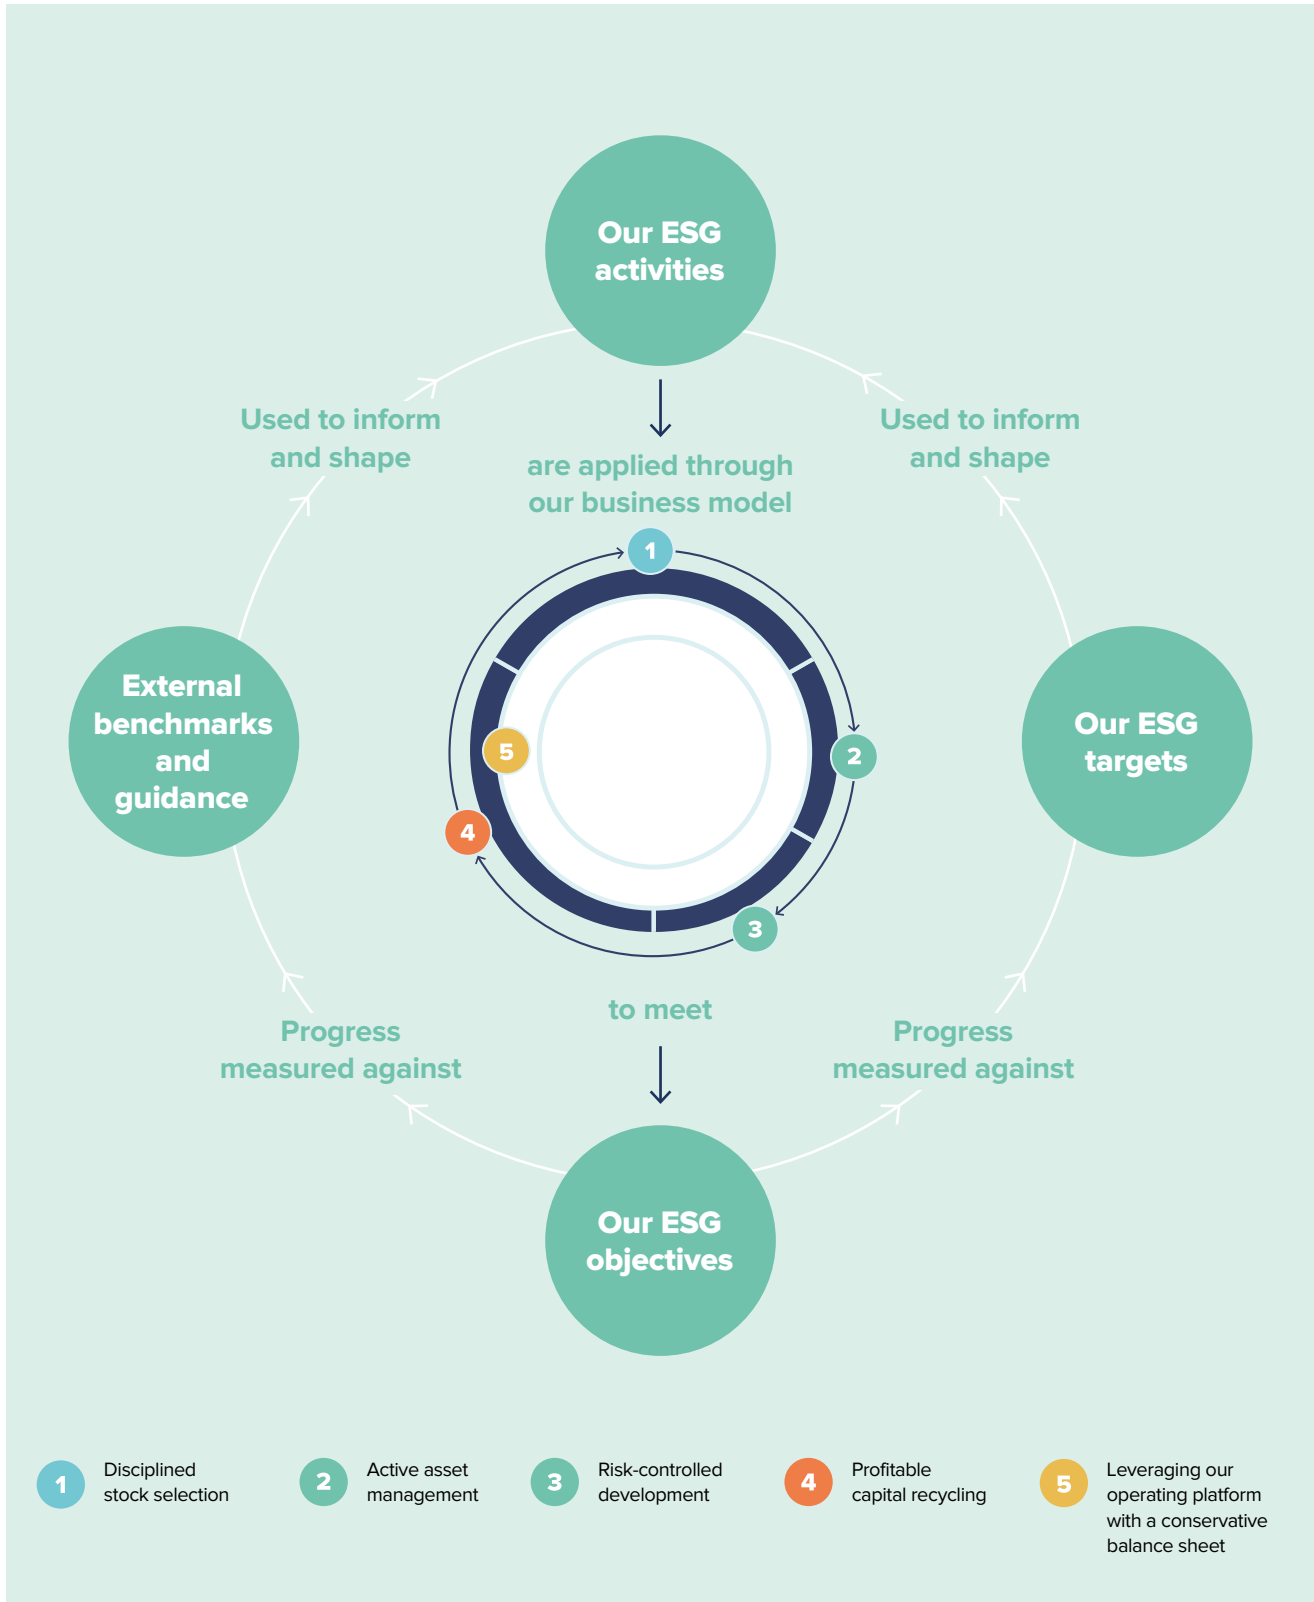 Our ESG
activities
Used to inform
and shape
Used to inform
and shape
are applied through
our business model
1
2
3
4
5
External
benchmarks
and
guidance
Our ESG
targets
to meet
Progress
measured against
Progress
measured against
Our ESG
objectives
1
Disciplined
stock selection
2
Active asset
management
3
Risk-controlled
development
4
Profitable
capital recycling
5
Leveraging our
operating platform
with a conservative
balance sheet